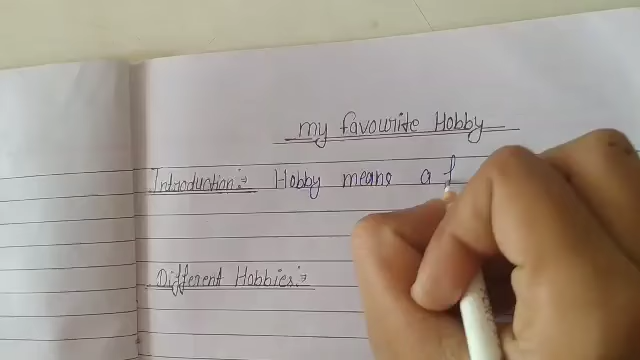 my favourite Hobby
Introduction:→ Hobby means a f
Different Hobbies:→